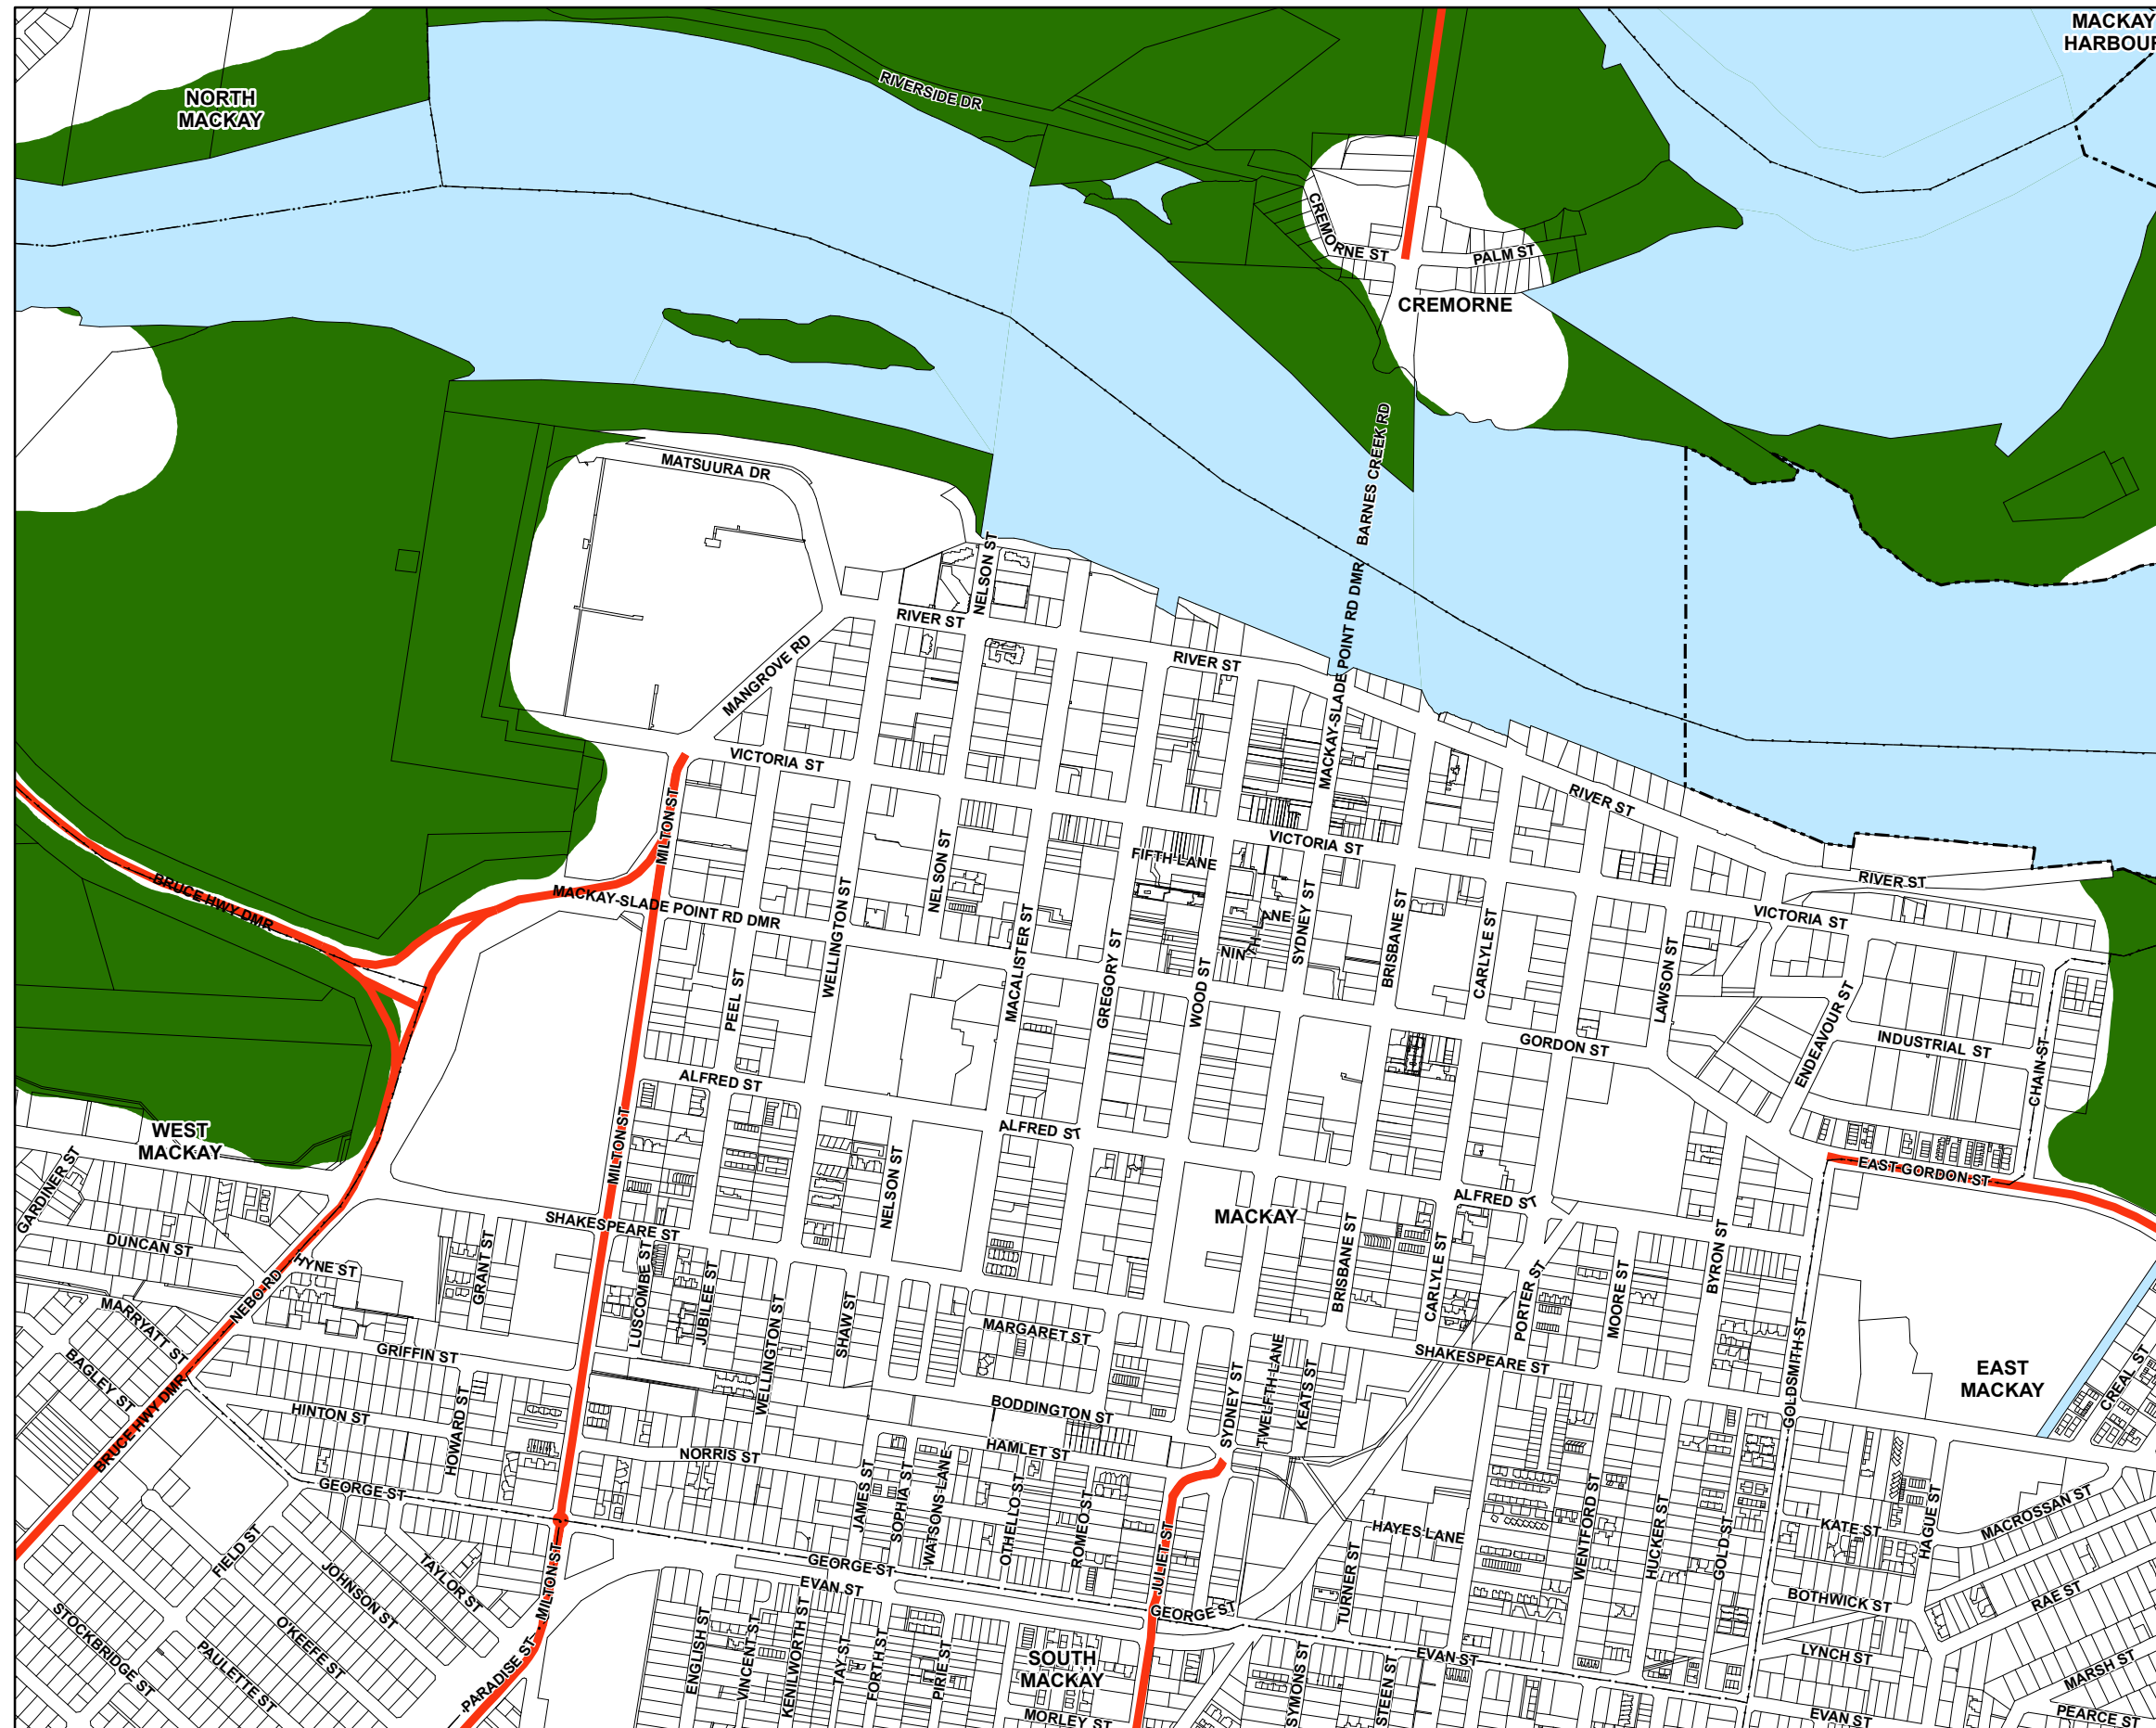 MACKAY
HARBOUR
NORTH
MACKAY
RIVERSIDE DR
CREMORNE ST
PALM ST
CREMORNE
MATSUURA DR
BARNES CREEK RD
MACKAY-SLADE POINT RD DMR
NELSON ST
RIVER ST
MANGROVE RD
RIVER ST
VICTORIA ST
RIVER ST
MILTON ST
VICTORIA ST
FIFTH LANE
RIVER ST
BRUCE HWY DMR
MACKAY-SLADE POINT RD DMR
WELLINGTON ST
NELSON ST
MACALISTER ST
GREGORY ST
WOOD ST
NINTH LANE
SYDNEY ST
BRISBANE ST
CARLYLE ST
LAWSON ST
VICTORIA ST
ENDEAVOUR ST
PEEL ST
GORDON ST
INDUSTRIAL ST
CHAIN ST
ALFRED ST
ALFRED ST
WEST
MACKAY
MILTON ST
NELSON ST
EAST GORDON ST
GARDINER ST
DUNCAN ST
HYNE ST
GRANT ST
SHAKESPEARE ST
MACKAY
ALFRED ST
LUSCOMBE ST
JUBILEE ST
WELLINGTON ST
SHAW ST
BRISBANE ST
CARLYLE ST
PORTER ST
MOORE ST
BYRON ST
MARRYATT ST
NEBO RD
BAGLEY ST
GRIFFIN ST
MARGARET ST
SHAKESPEARE ST
GOLDSMITH ST
EAST
MACKAY
CREAL ST
BRUCE HWY DMR
HINTON ST
HOWARD ST
BODDINGTON ST
SYDNEY ST
TWELFTH LANE
KEATS ST
NORRIS ST
HAMLET ST
GEORGE ST
JAMES ST
SOPHIA ST
WATSONS LANE
OTHELLO ST
ROMEO ST
JULIET ST
HAYES LANE
WENTFORD ST
HUCKER ST
GOLD ST
KATE ST
HAGUE ST
MACROSSAN ST
FIELD ST
JOHNSON ST
TAYLOR ST
MILTON ST
GEORGE ST
EVAN ST
GEORGE ST
TURNER ST
BOTHWICK ST
RAE ST
STOCKBRIDGE ST
PAULETTE ST
O'KEEFE ST
PARADISE ST
ENGLISH ST
VINCENT ST
KENILWORTH ST
TAY ST
FORTH ST
PIRIE ST
SOUTH
MACKAY
MORLEY ST
SYMONS ST
STEEN ST
EVAN ST
LYNCH ST
MARSH ST
EVAN ST
PEARCE ST